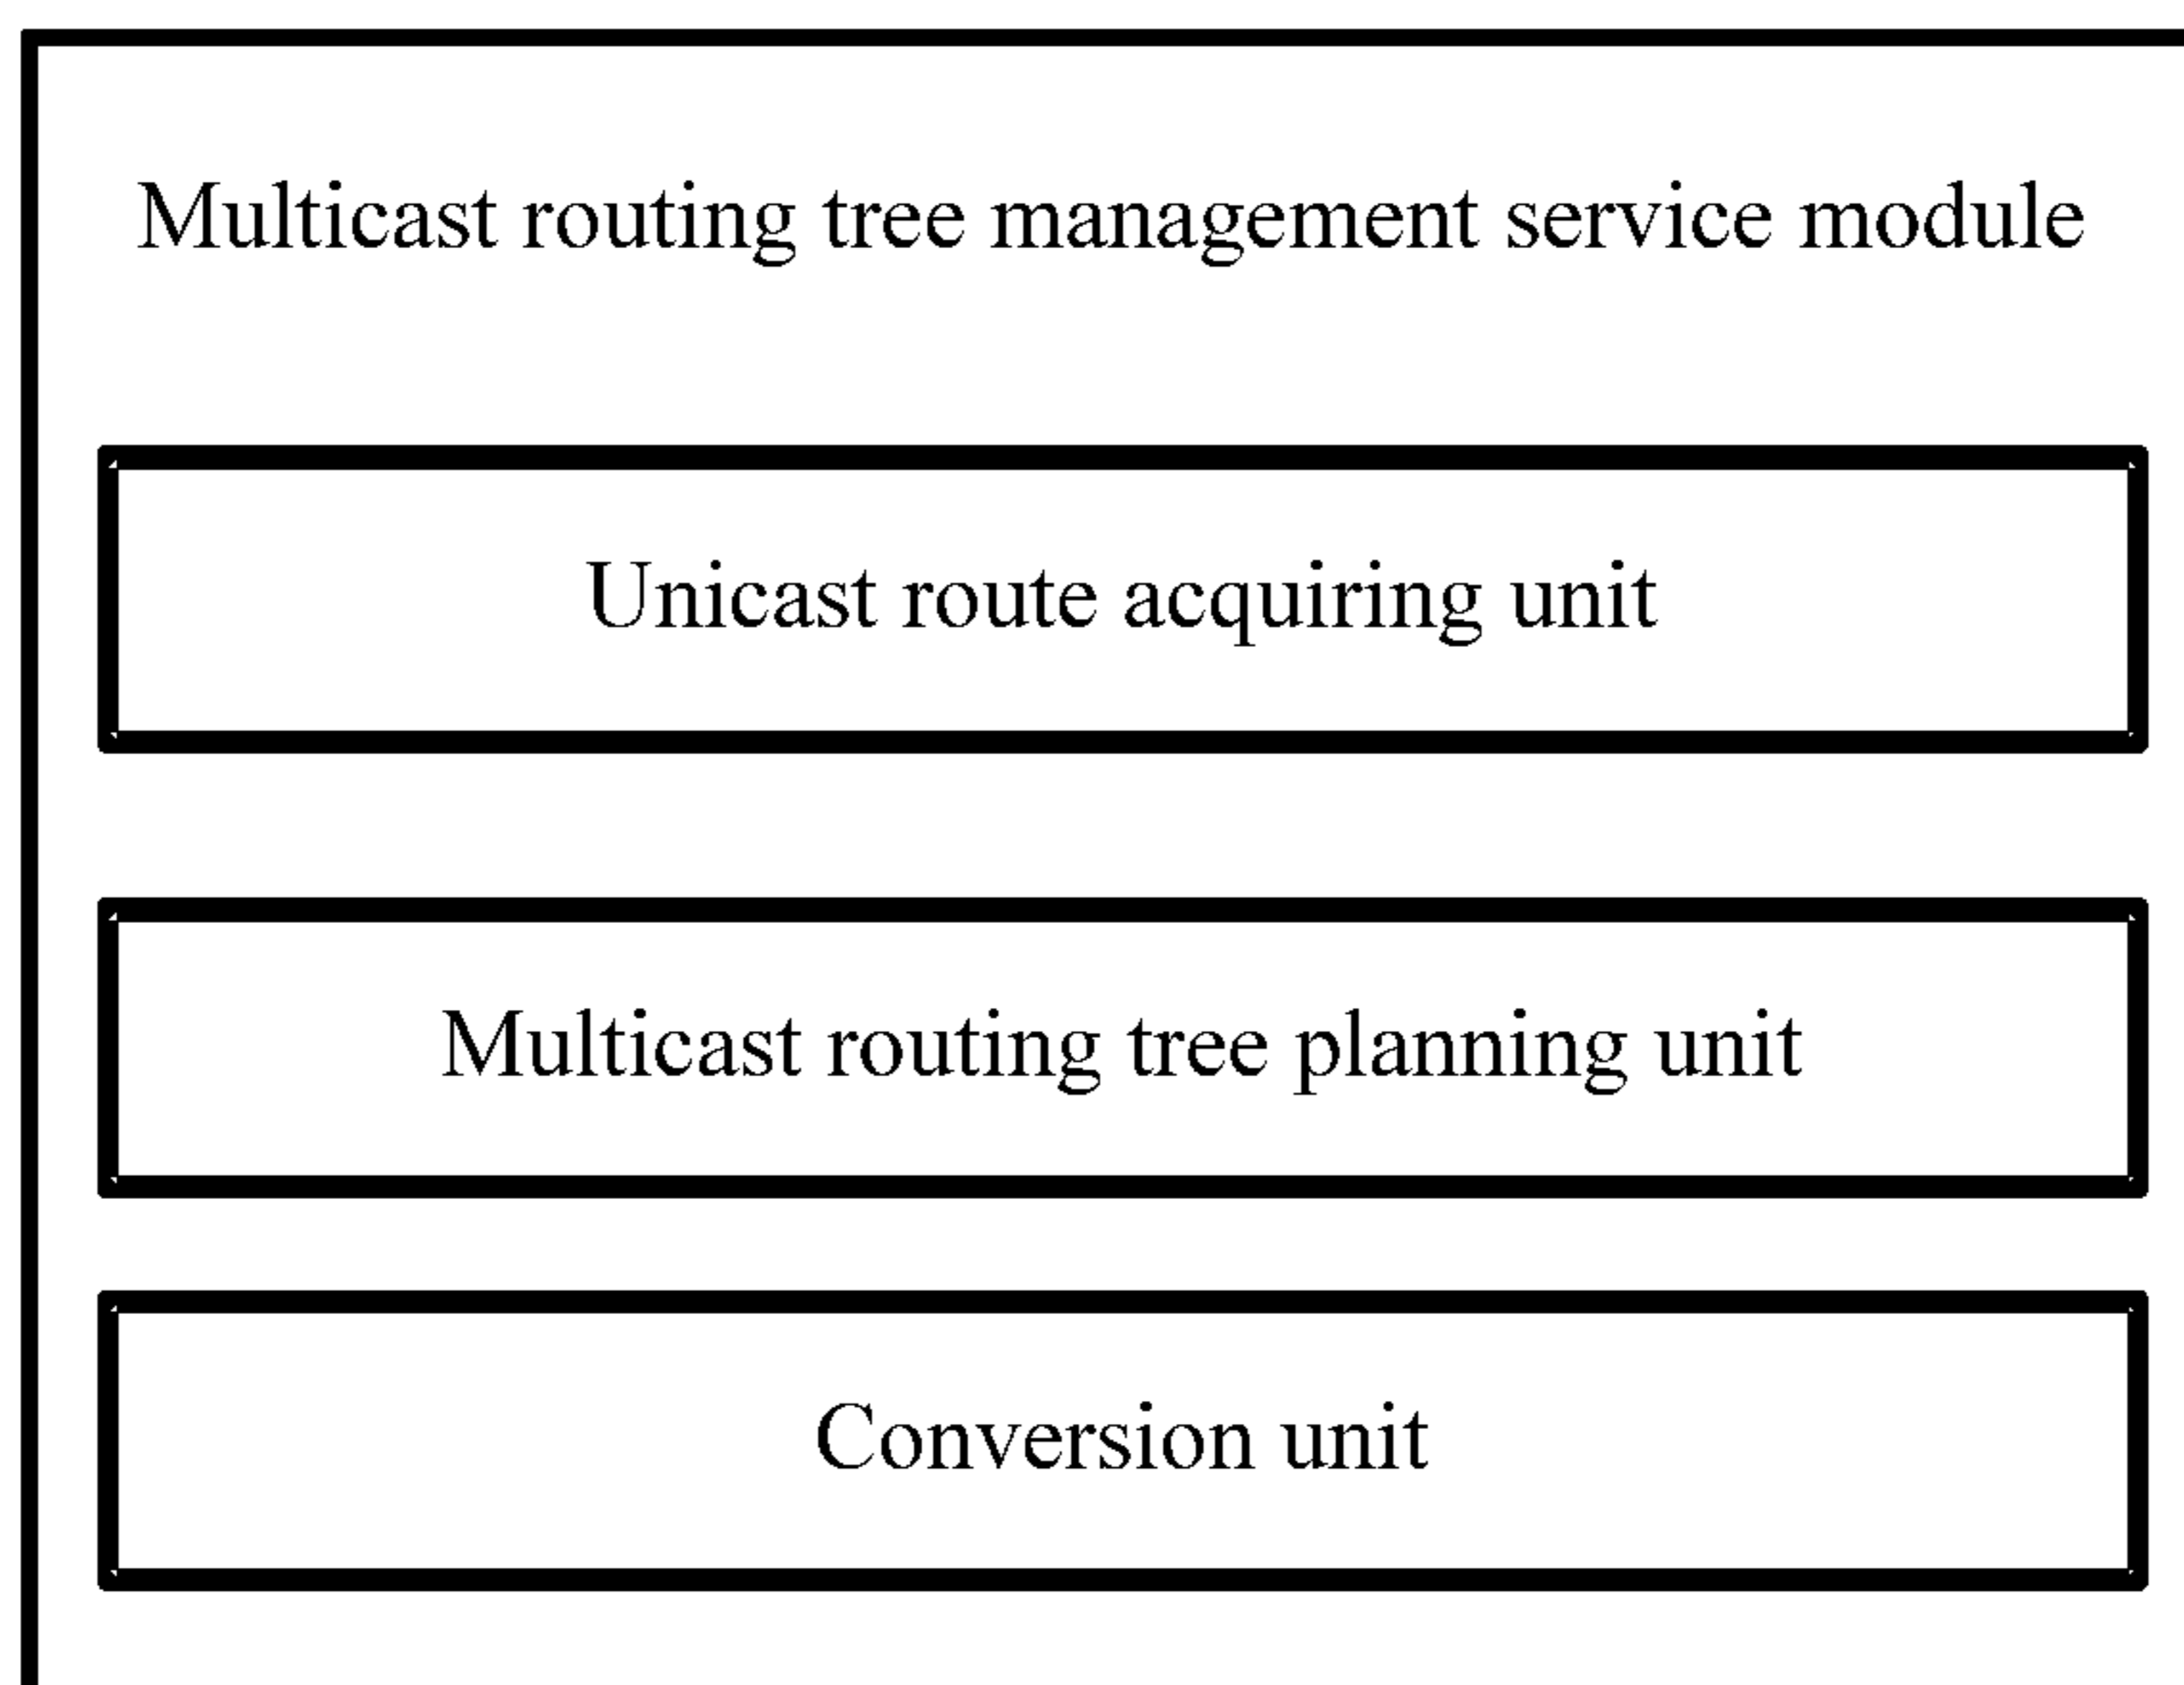 Multicast routing tree management service module
Unicast route acquiring unit
Multicast routing tree planning unit
Conversion unit